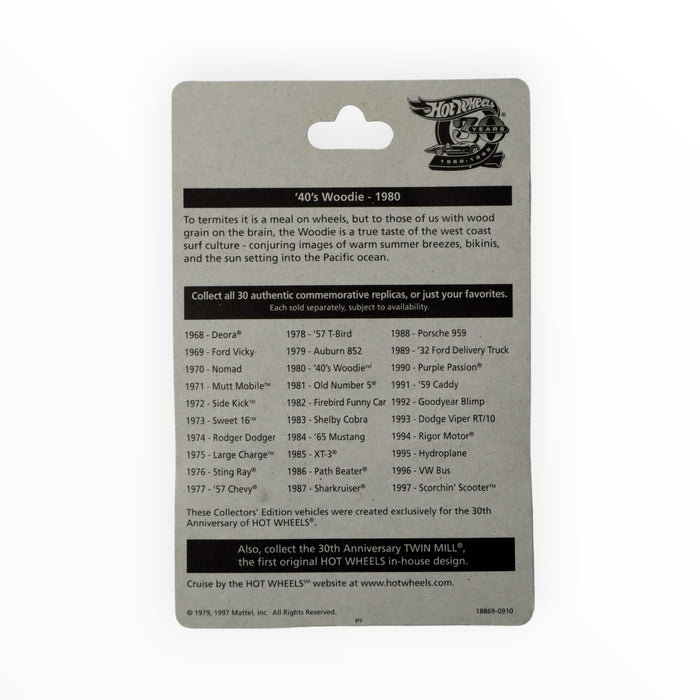 Hot Wheels®
30 YEARS
1968-1998
'40's Woodie - 1980
To termites it is a meal on wheels, but to those of us with wood
grain on the brain, the Woodie is a true taste of the west coast
surf culture - conjuring images of warm summer breezes, bikinis,
and the sun setting into the Pacific ocean.
Collect all 30 authentic commemorative replicas, or just your favorites.
Each sold separately, subject to availability.
1968 - Deora®
1969 - Ford Vicky
1970 - Nomad
1971 - Mutt Mobile™
1972 - Side Kick™
1973 - Sweet 16™
1974 - Rodger Dodger
1975 - Large Charge™
1976 - Sting Ray®
1977 - '57 Chevy®
1978 - '57 T-Bird
1979 - Auburn 852
1980 - '40's Woodie™
1981 - Old Number 5®
1982 - Firebird Funny Car
1983 - Shelby Cobra
1984 - '65 Mustang
1985 - XT-3®
1986 - Path Beater®
1987 - Sharkruiser®
1988 - Porsche 959
1989 - '32 Ford Delivery Truck
1990 - Purple Passion®
1991 - '59 Caddy
1992 - Goodyear Blimp
1993 - Dodge Viper RT/10
1994 - Rigor Motor®
1995 - Hydroplane
1996 - VW Bus
1997 - Scorchin' Scooter™
These Collectors' Edition vehicles were created exclusively for the 30th
Anniversary of HOT WHEELS®.
Also, collect the 30th Anniversary TWIN MILL®,
the first original HOT WHEELS in-house design.
Cruise by the HOT WHEELS℠ website at www.hotwheels.com.
© 1979, 1997 Mattel, Inc. All Rights Reserved.
18869-0910